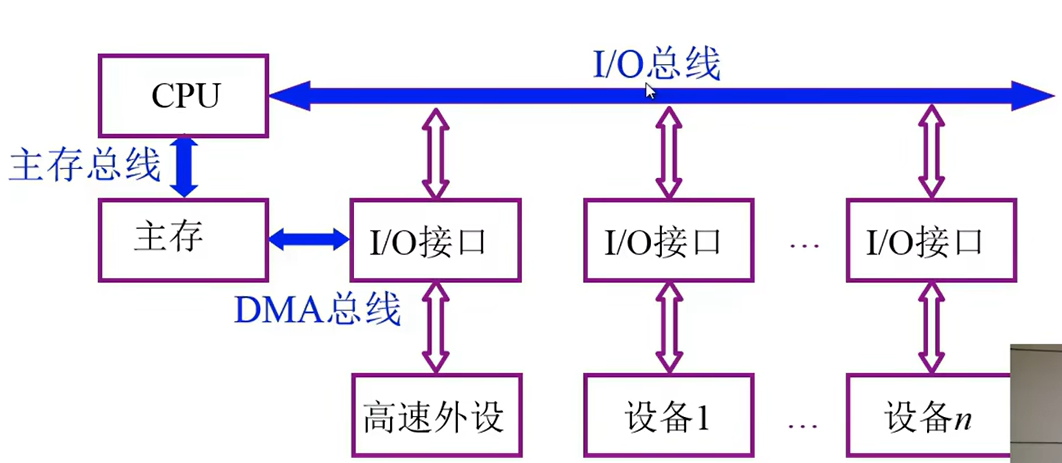 I/O总线
CPU
主存总线
主存
I/O接口
I/O接口
…
I/O接口
DMA总线
高速外设
设备1
…
设备n